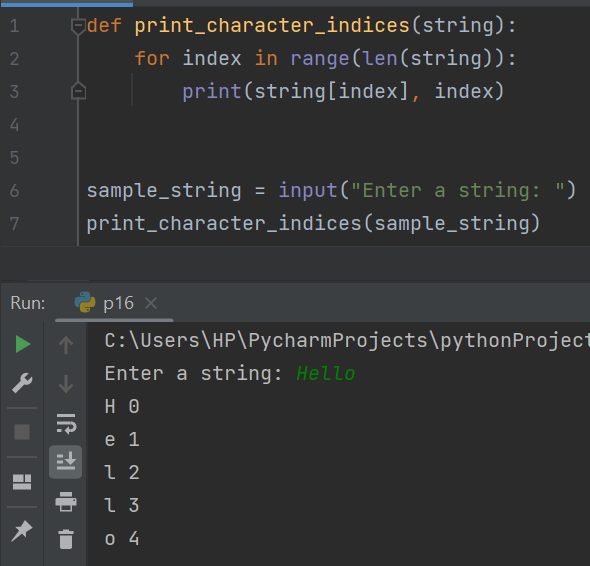 1 def print_character_indices(string):
2     for index in range(len(string)):
3         print(string[index], index)
4
5
6 sample_string = input("Enter a string: ")
7 print_character_indices(sample_string)
Run: p16
C:\Users\HP\PycharmProjects\pythonProject
Enter a string: Hello
H 0
e 1
l 2
l 3
o 4